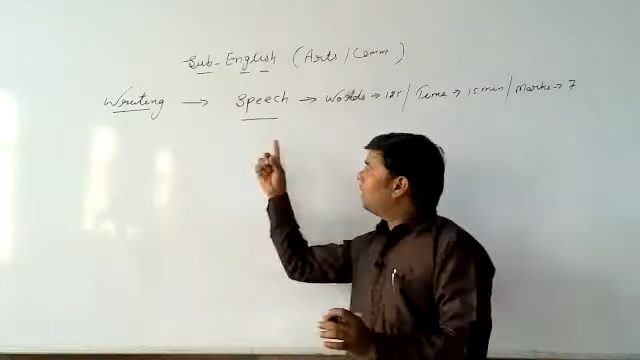 Sub-English (Arts/Comm)
Writing → Speech → Words → 125/ Time → 15 min/ Marks → 7